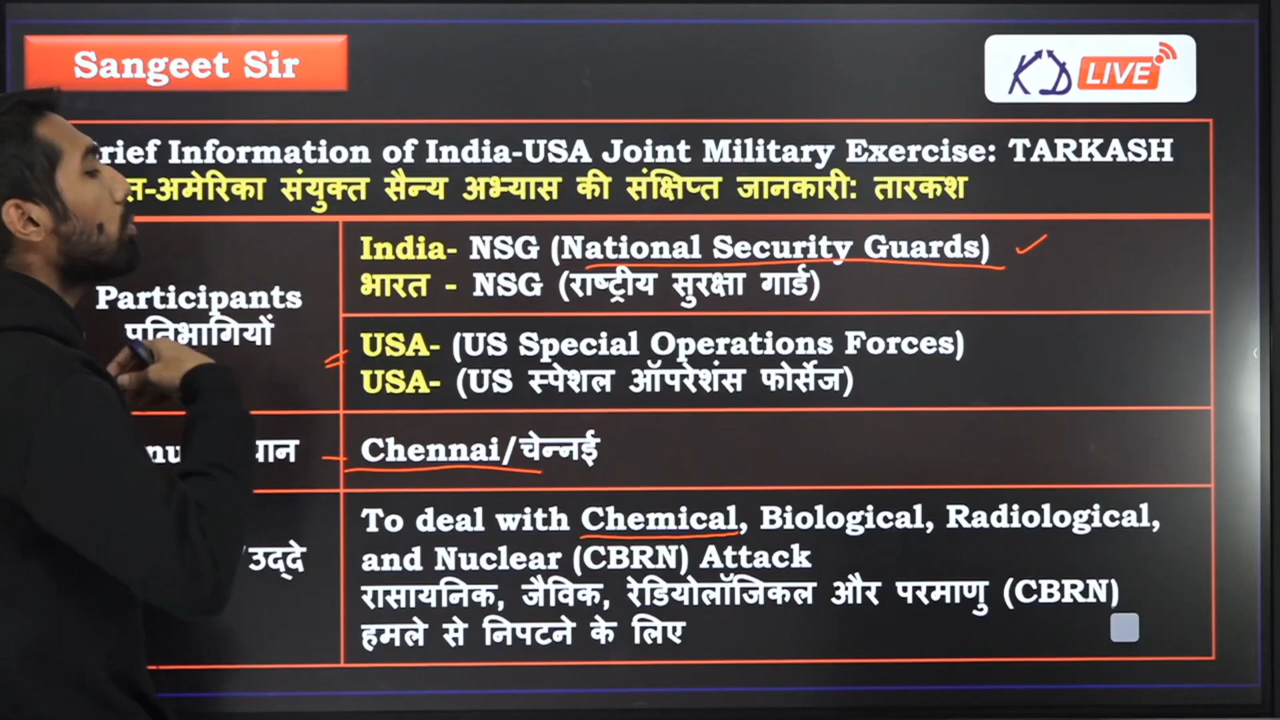 Sangeet Sir
KD LIVE
rief Information of India-USA Joint Military Exercise: TARKASH
त-अमेरिका संयुक्त सैन्य अभ्यास की संक्षिप्त जानकारी: तारकश
Participants
प्रतिभागियों
India- NSG (National Security Guards)
भारत - NSG (राष्ट्रीय सुरक्षा गार्ड)
USA- (US Special Operations Forces)
USA- (US स्पेशल ऑपरेशंस फोर्सेज)
Chennai/चेन्नई
/उद्दे
To deal with Chemical, Biological, Radiological,
and Nuclear (CBRN) Attack
रासायनिक, जैविक, रेडियोलॉजिकल और परमाणु (CBRN)
हमले से निपटने के लिए